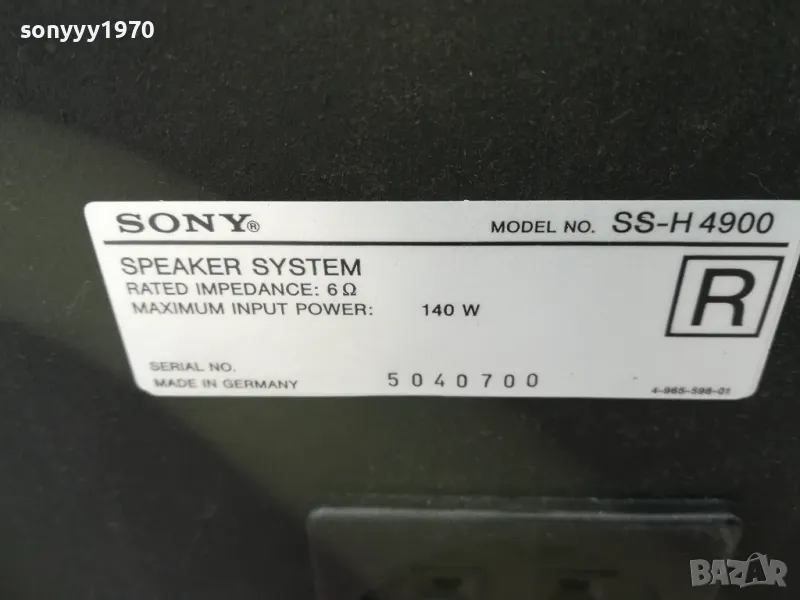 sonyyy1970
SONY® MODEL NO. SS-H 4900
SPEAKER SYSTEM
RATED IMPEDANCE: 6 Ω
MAXIMUM INPUT POWER: 140 W
R
SERIAL NO.
MADE IN GERMANY 5040700
4-965-598-01
BAZAR